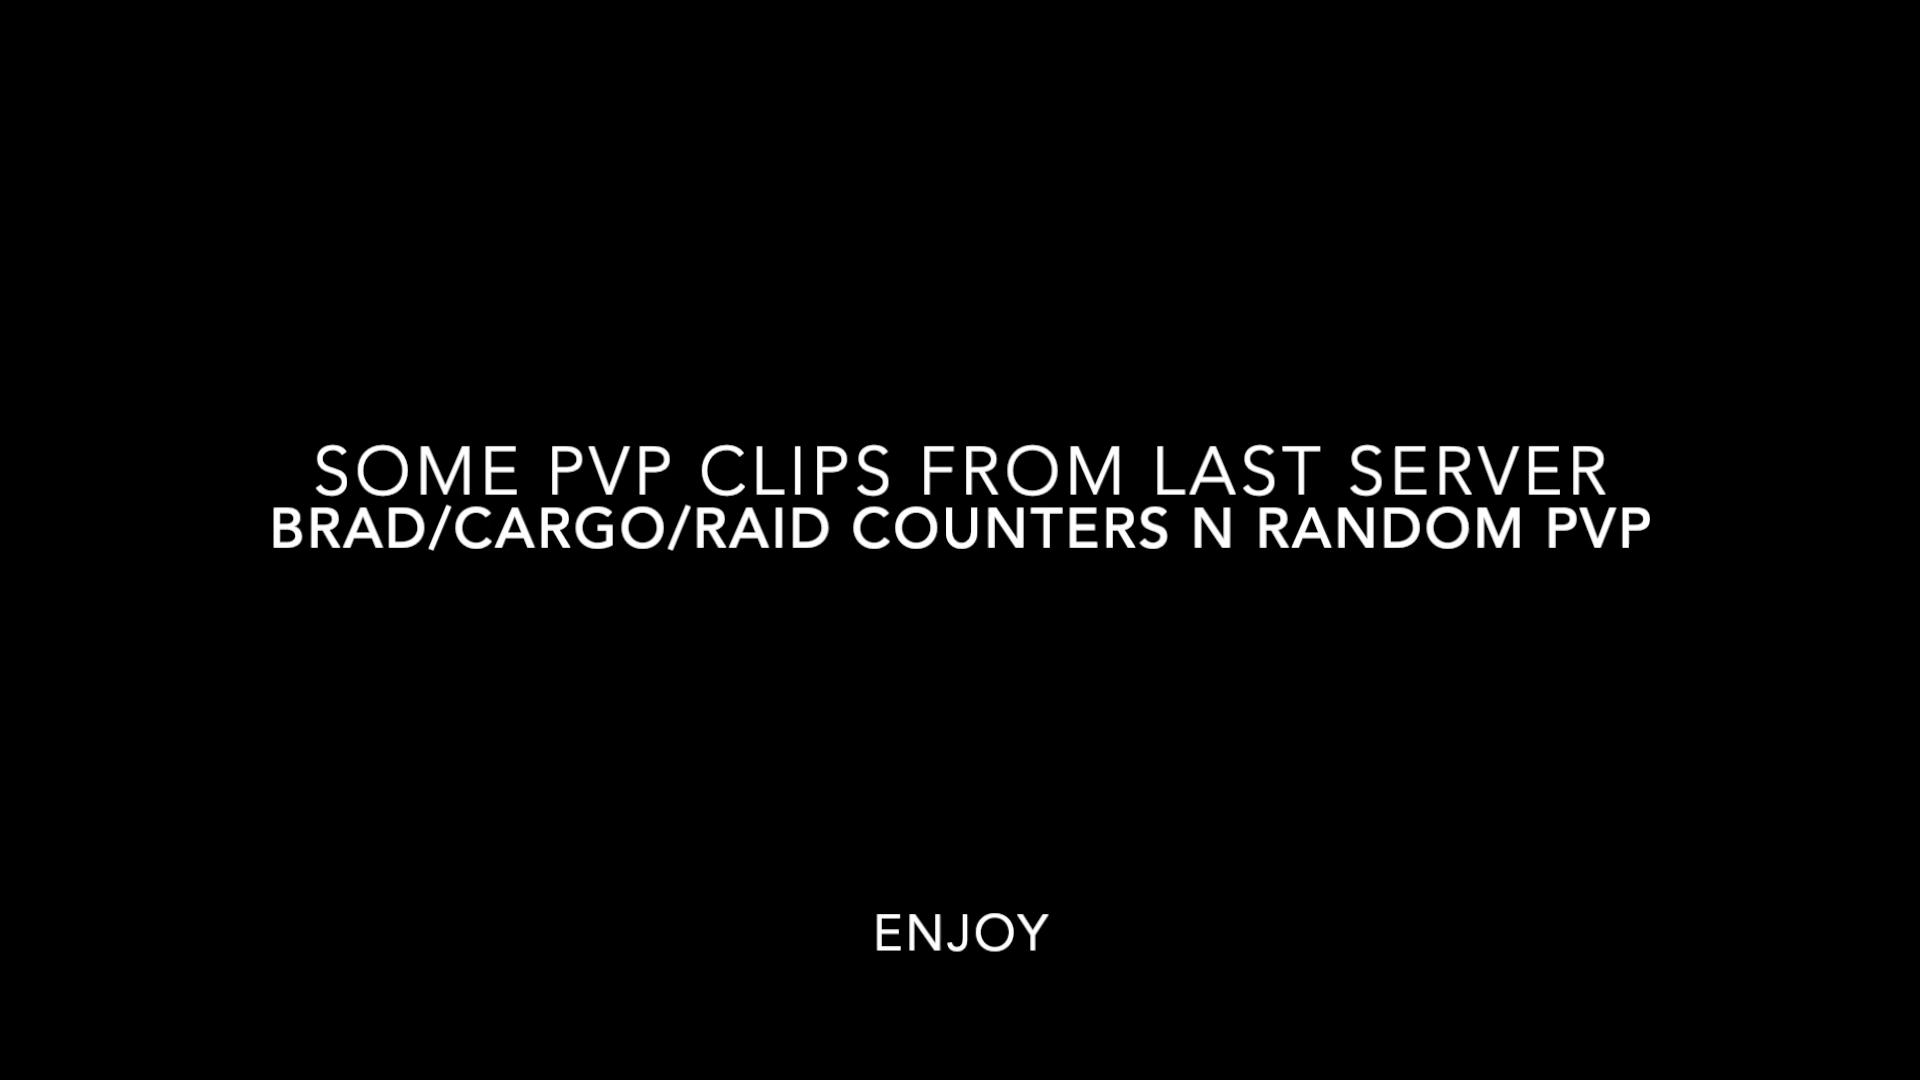 SOME PVP CLIPS FROM LAST SERVER
BRAD/CARGO/RAID COUNTERS N RANDOM PVP
ENJOY